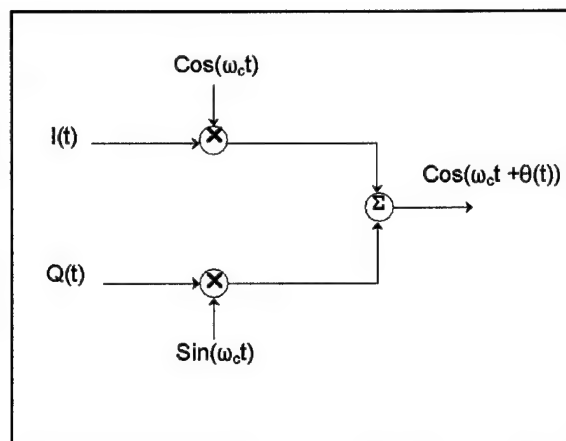 Cos(ω_ct)
×
I(t)
Cos(ω_ct +θ(t))
Σ
Q(t)
×
Sin(ω_ct)